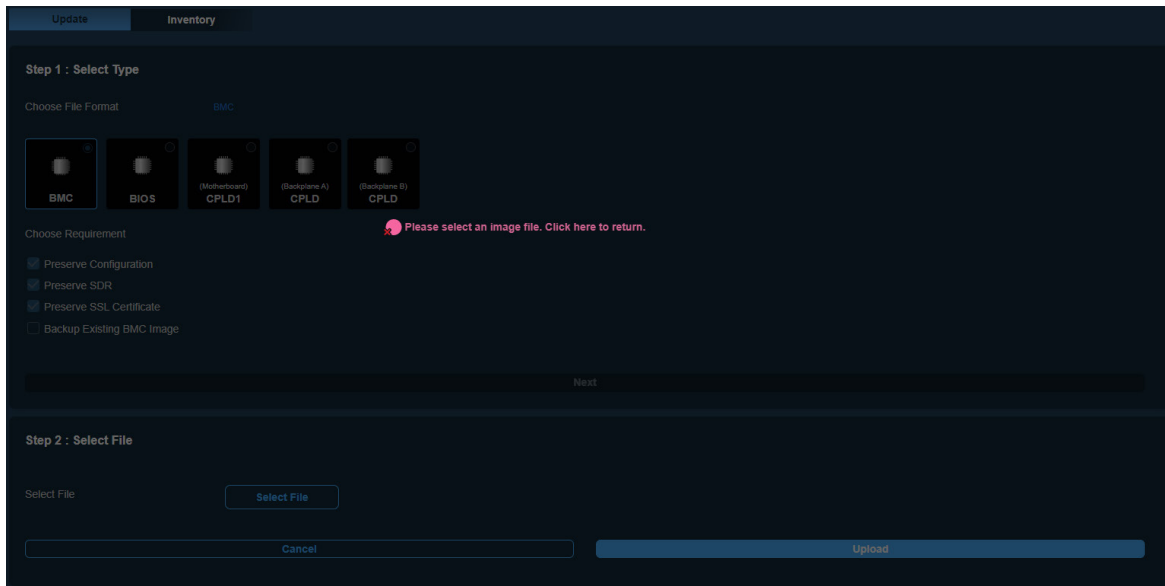 Update Inventory
Step 1 : Select Type
Choose File Format BMC
(Motherboard) (Backplane A) (Backplane B)
BMC BIOS CPLD1 CPLD CPLD
Please select an image file. Click here to return.
Choose Requirement
Preserve Configuration
Preserve SDR
Preserve SSL Certificate
Backup Existing BMC Image
Next
Step 2 : Select File
Select File Select File
Cancel Upload